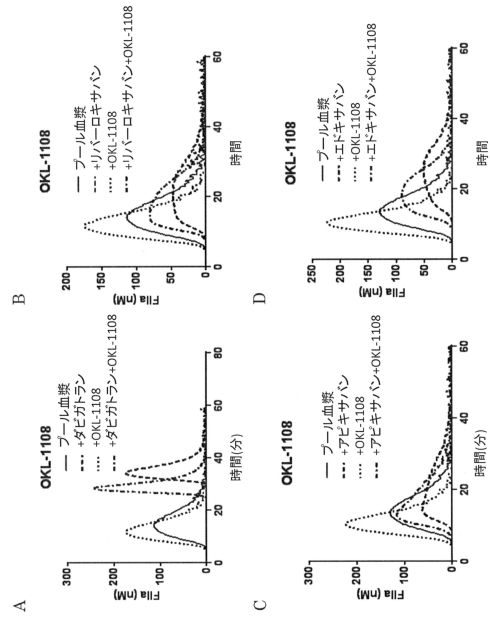 A
OKL-1108
— プール血漿
--- +ダビガトラン
···· +OKL-1108
-·- +ダビガトラン+OKL-1108
FIIa (nM)
300
200
100
0
0
20
40
60
80
時間(分)
B
OKL-1108
— プール血漿
--- +リバーロキサバン
···· +OKL-1108
--- +リバーロキサバン+OKL-1108
FIIa (nM)
200
150
100
50
0
0
20
40
60
時間
C
OKL-1108
— プール血漿
--- +アピキサバン
···· +OKL-1108
-·- +アピキサバン+OKL-1108
FIIa (nM)
300
200
100
0
0
20
40
60
時間(分)
D
OKL-1108
— プール血漿
--- +エドキサバン
···· +OKL-1108
--- +エドキサバン+OKL-1108
FIIa (nM)
250
200
150
100
50
0
0
20
40
60
時間